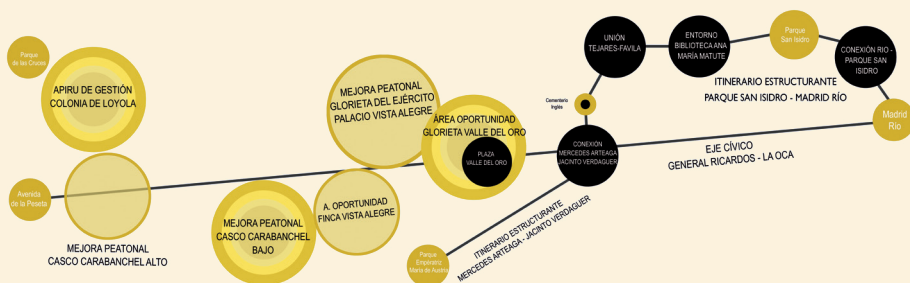 Parque
de las Cruces
APIRU DE GESTIÓN
COLONIA DE LOYOLA
Avenida
de la Peseta
MEJORA PEATONAL
CASCO CARABANCHEL ALTO
MEJORA PEATONAL
CASCO CARABANCHEL
BAJO
MEJORA PEATONAL
GLORIETA DEL EJÉRCITO
PALACIO VISTA ALEGRE
A. OPORTUNIDAD
FINCA VISTA ALEGRE
ÁREA OPORTUNIDAD
GLORIETA VALLE DEL ORO
PLAZA
VALLE DEL ORO
Parque
Emperatriz
María de Austria
ITINERARIO ESTRUCTURANTE
MERCEDES ARTEAGA - JACINTO VERDAGUER
CONEXIÓN
MERCEDES ARTEAGA
JACINTO VERDAGUER
Cementerio
Inglés
UNIÓN
TEJARES-FAVILA
ENTORNO
BIBLIOTECA ANA
MARÍA MATUTE
Parque
San Isidro
CONEXIÓN RIO -
PARQUE SAN
ISIDRO
ITINERARIO ESTRUCTURANTE
PARQUE SAN ISIDRO - MADRID RÍO
Madrid
Río
EJE CÍVICO
GENERAL RICARDOS - LA OCA